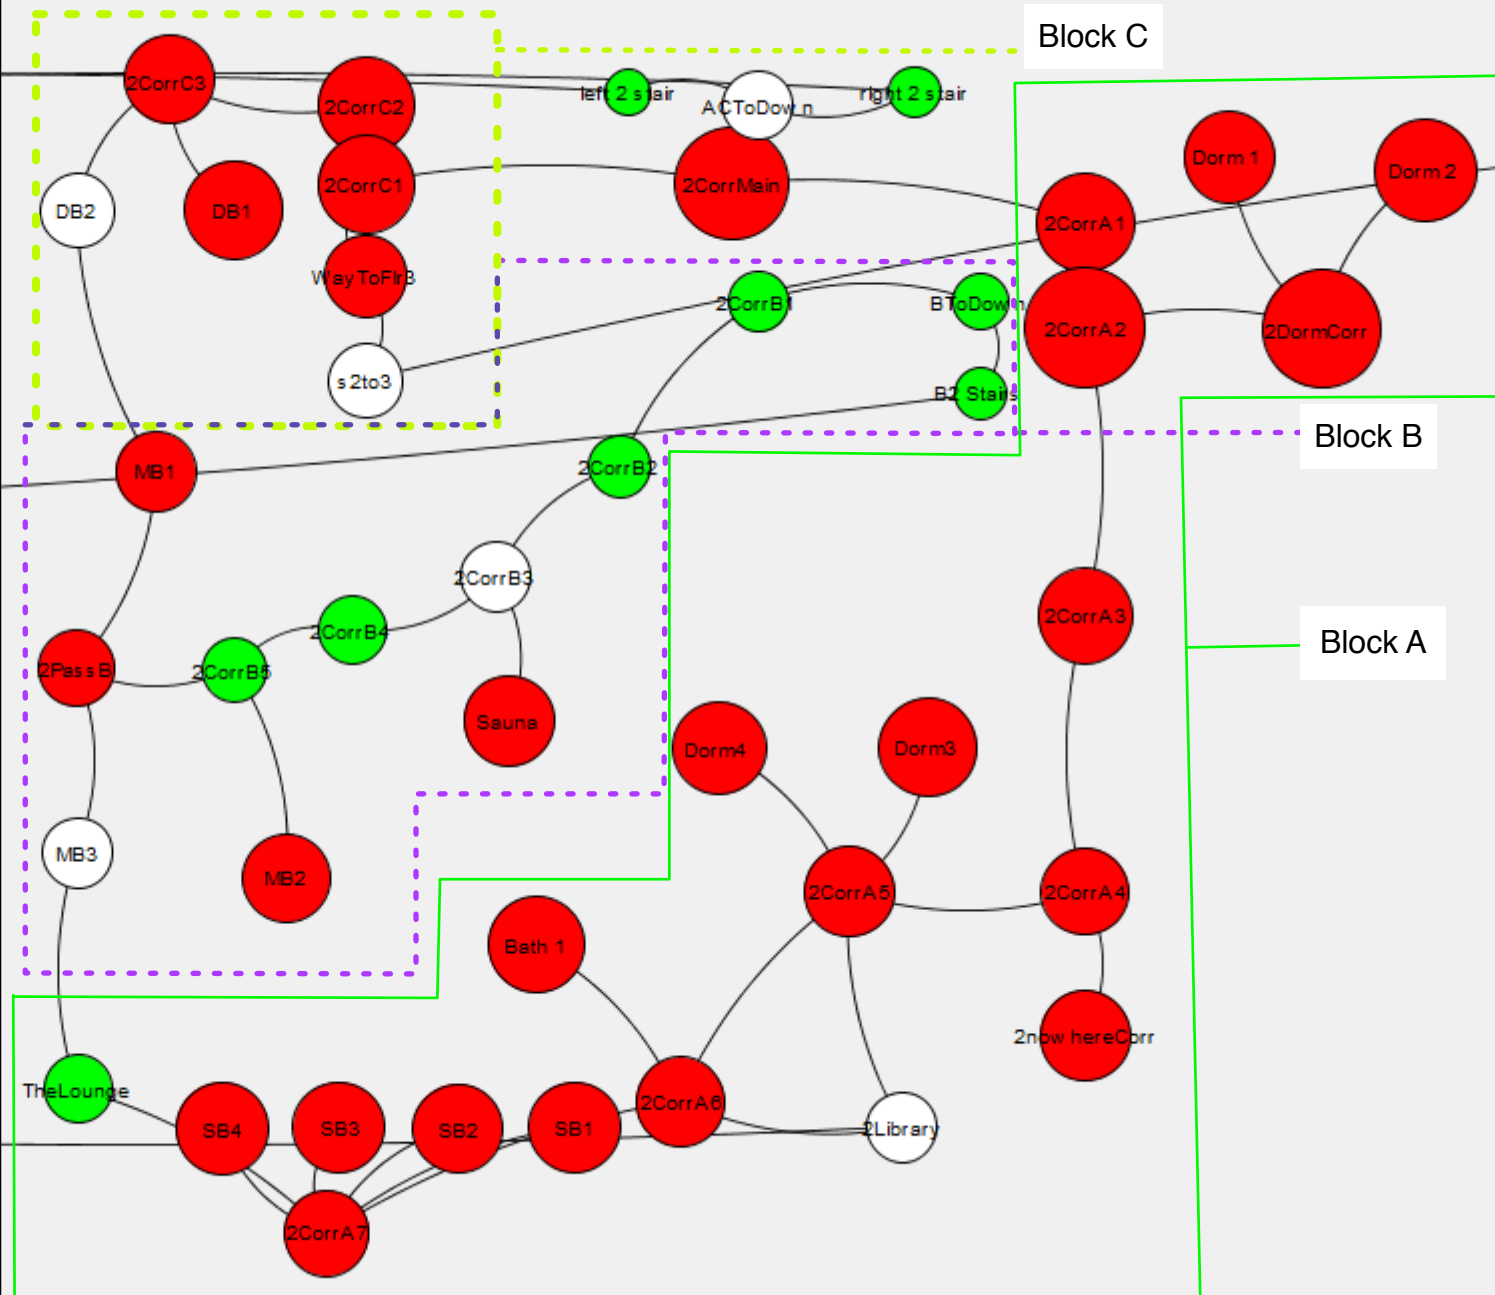 Block C
2CorrC3
2CorrC2
left 2 stair
ACToDown
right 2 stair
Dorm 1
Dorm 2
DB2
DB1
2CorrC1
2CorrMain
2CorrA1
WayToFlr3
2CorrB1
BToDown
2CorrA2
2DormCorr
s2to3
B2 Stairs
Block B
MB1
2CorrB2
2CorrB3
2CorrA3
2CorrB4
Block A
2PassB
2CorrB5
Sauna
Dorm4
Dorm3
MB3
MB2
2CorrA5
2CorrA4
Bath 1
2nowhereCorr
TheLounge
2CorrA6
SB4
SB3
SB2
SB1
2Library
2CorrA7